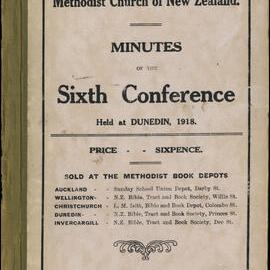 Methodist Church of New Zealand.
MINUTES
OF THE
Sixth Conference
Held at DUNEDIN, 1918.
PRICE - - SIXPENCE.
SOLD AT THE METHODIST BOOK DEPOTS
AUCKLAND - - Sunday School Union Depot, Darby St.
WELLINGTON- - N.Z. Bible, Tract and Book Society, Willis St.
CHRISTCHURCH - L. M. Isitt, Bible and Book Depot, Colombo St.
DUNEDIN- - - N.Z. Bible, Tract and Book Society, Princes St.
INVERCARGILL - N.Z. Bible, Tract and Book Society, Dee St.